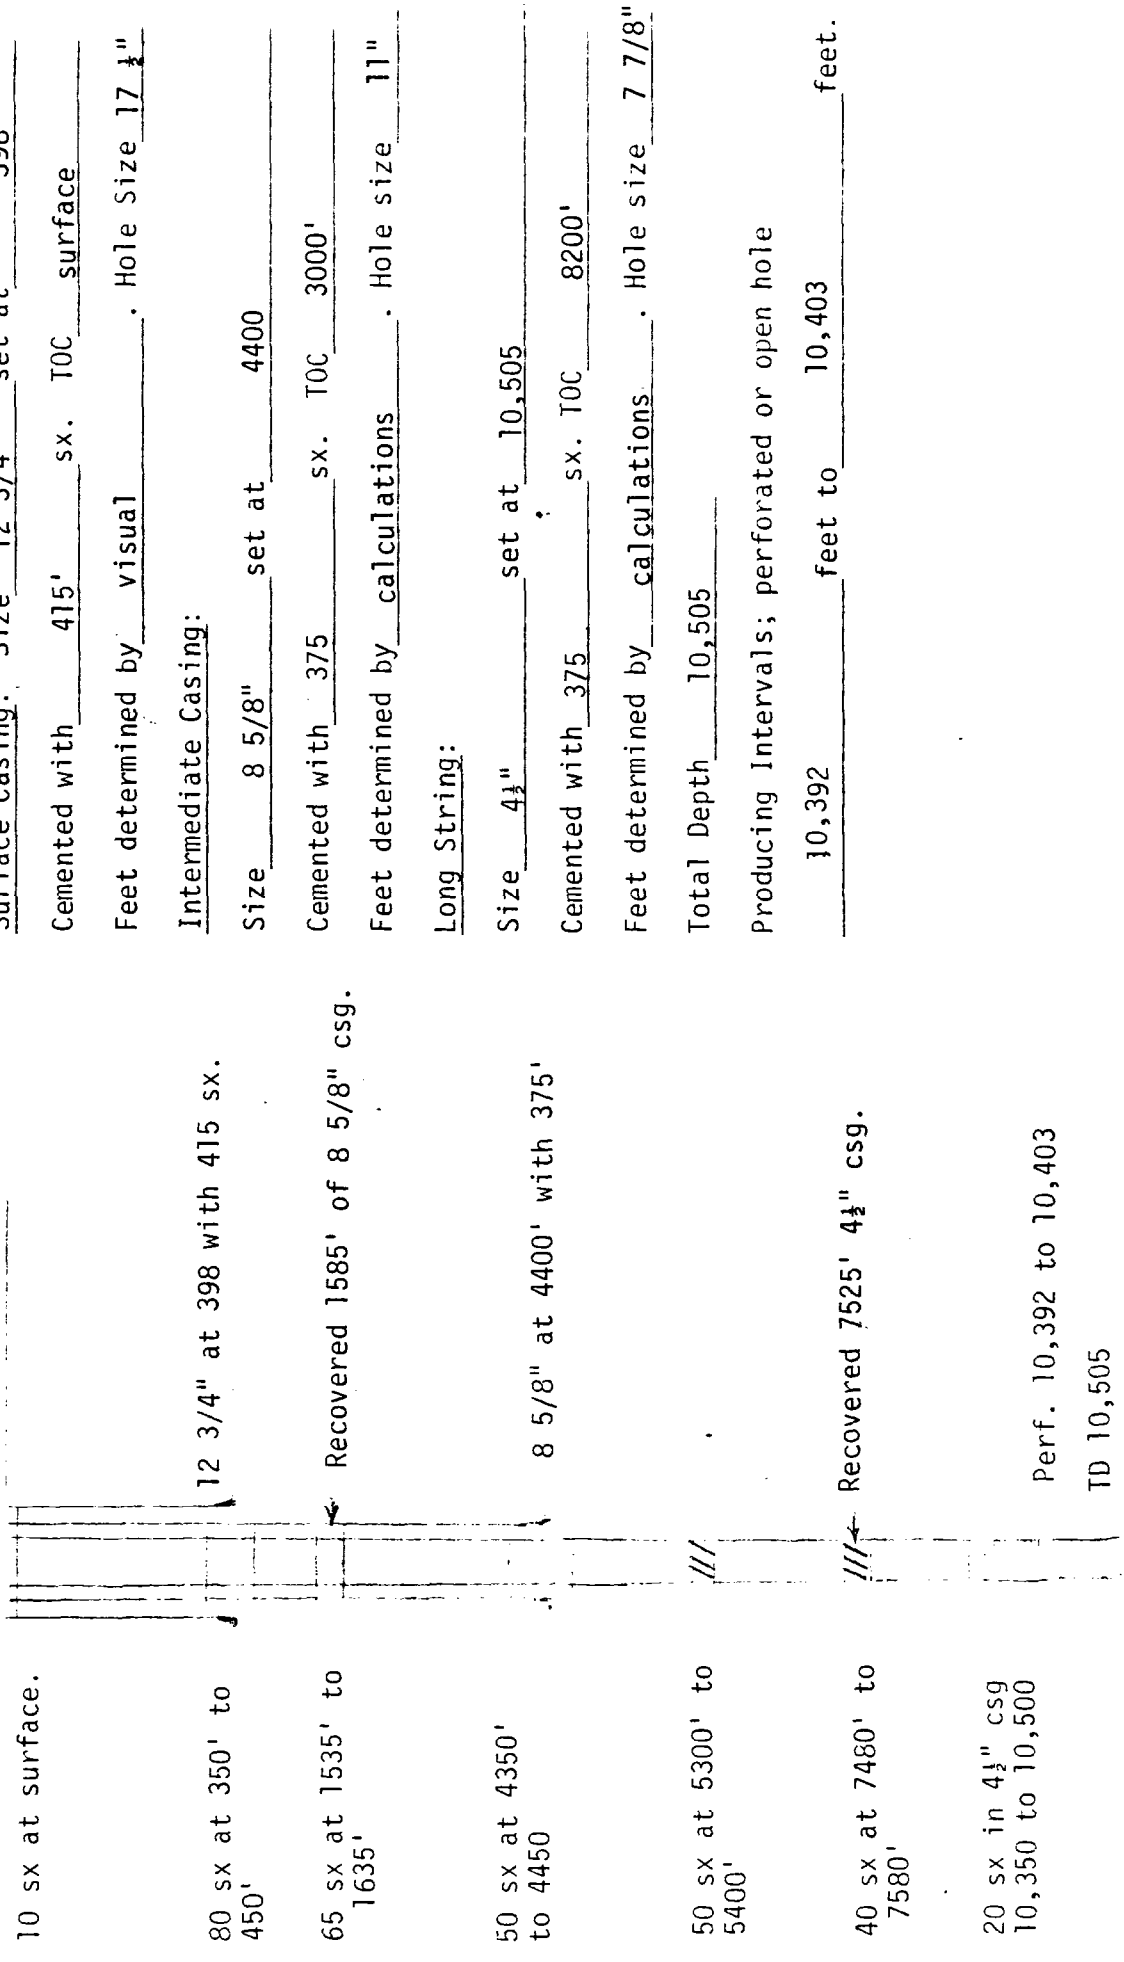 10 sx at surface.
80 sx at 350' to
450'
65 sx at 1535' to
1635'
50 sx at 4350'
to 4450
50 sx at 5300' to
5400'
40 sx at 7480' to
7580'
20 sx in 4½" csg
10,350 to 10,500
12 3/4" at 398 with 415 sx.
Recovered 1585' of 8 5/8" csg.
8 5/8" at 4400' with 375'
Recovered 7525' 4½" csg.
Perf. 10,392 to 10,403
TD 10,505
Surface Casing: Size 12 3/4 set at 398
Cemented with 415' sx. TOC surface
Feet determined by visual . Hole Size 17 ½"
Intermediate Casing:
Size 8 5/8" set at 4400
Cemented with 375 sx. TOC 3000'
Feet determined by calculations . Hole size 11"
Long String:
Size 4½" set at 10,505
Cemented with 375 sx. TOC 8200'
Feet determined by calculations . Hole size 7 7/8"
Total Depth 10,505
Producing Intervals; perforated or open hole
10,392 feet to 10,403 feet.